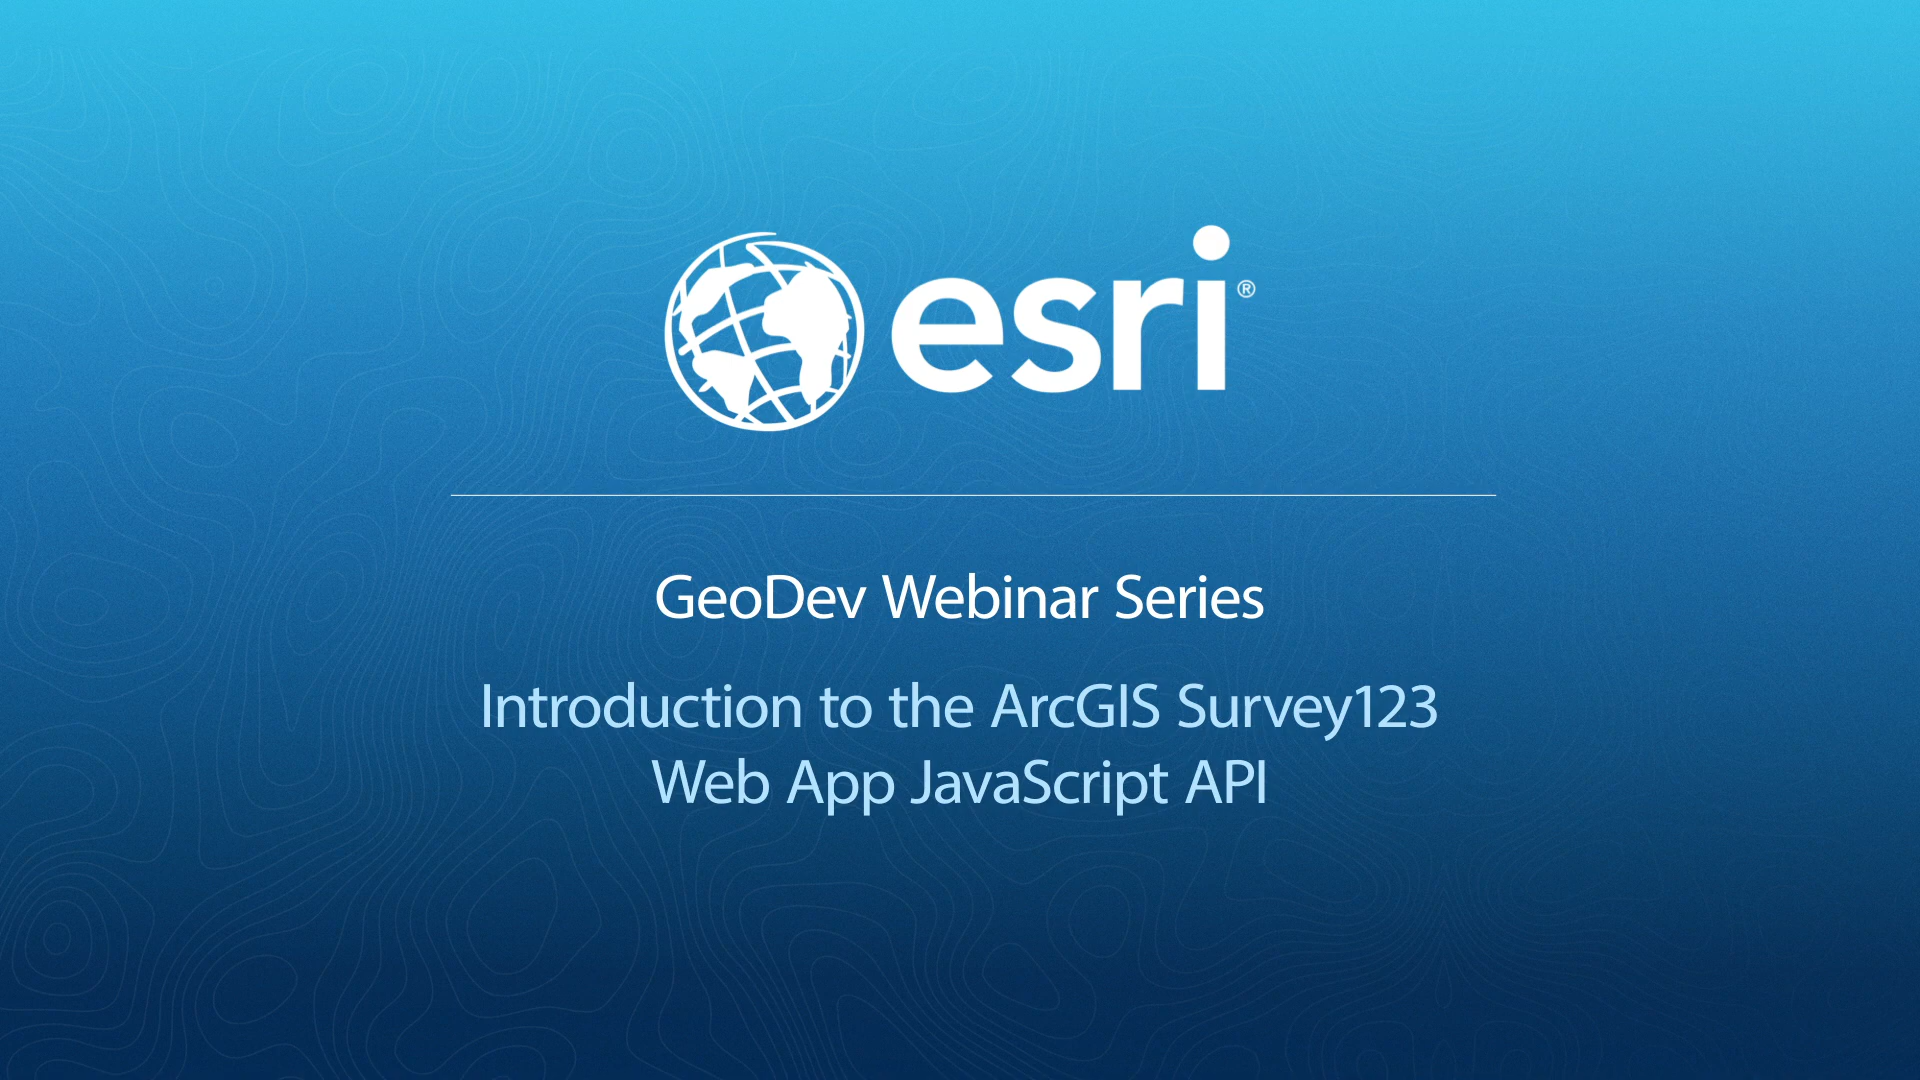 esri®
GeoDev Webinar Series
Introduction to the ArcGIS Survey123
Web App JavaScript API